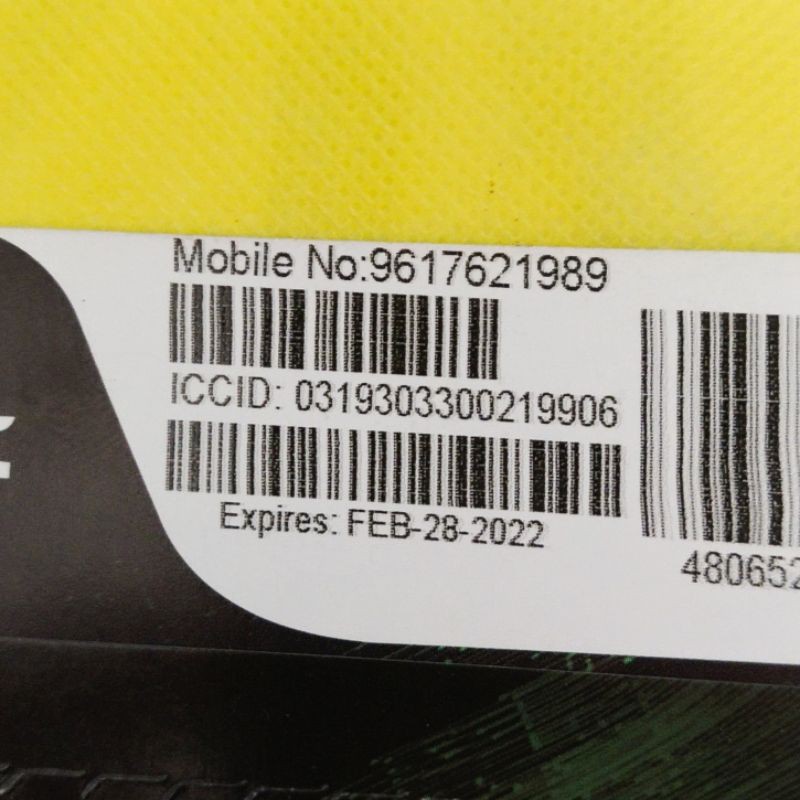 Mobile No:9617621989
ICCID: 0319303300219906
Expires: FEB-28-2022
480652